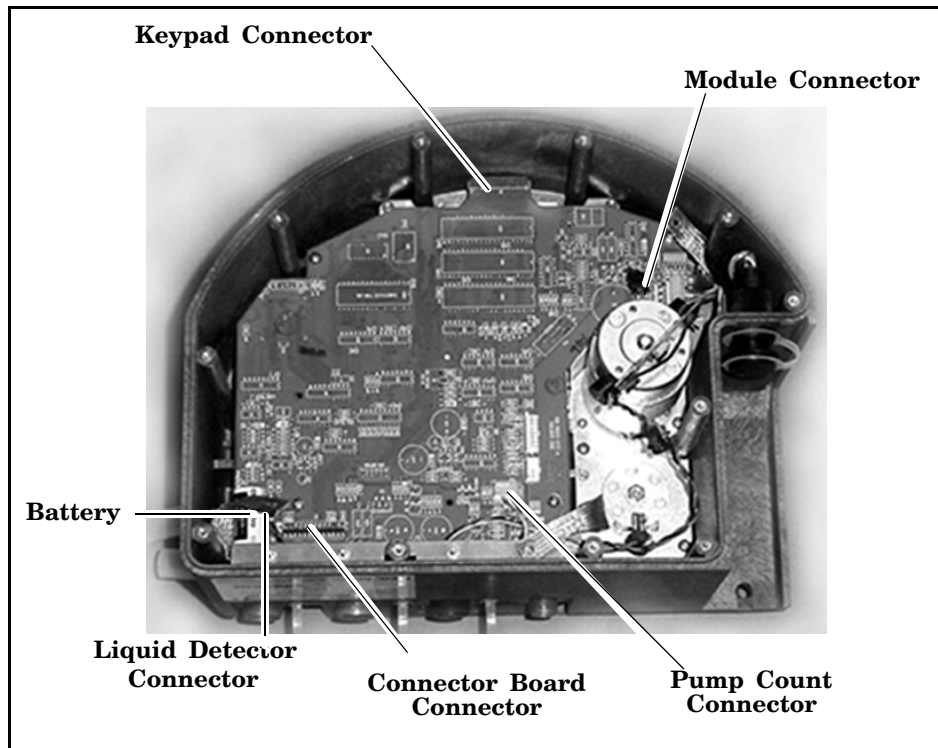 Keypad Connector
Module Connector
Battery
Liquid Detector
Connector
Connector Board
Connector
Pump Count
Connector